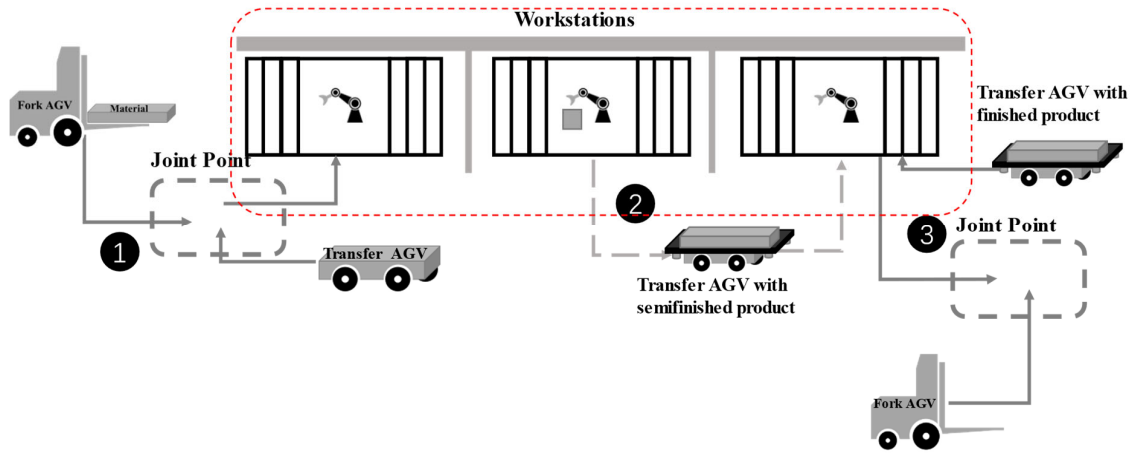 Workstations
Fork AGV
Material
Joint Point
1
Transfer AGV
2
Transfer AGV with
semifinished product
Transfer AGV with
finished product
3
Joint Point
Fork AGV